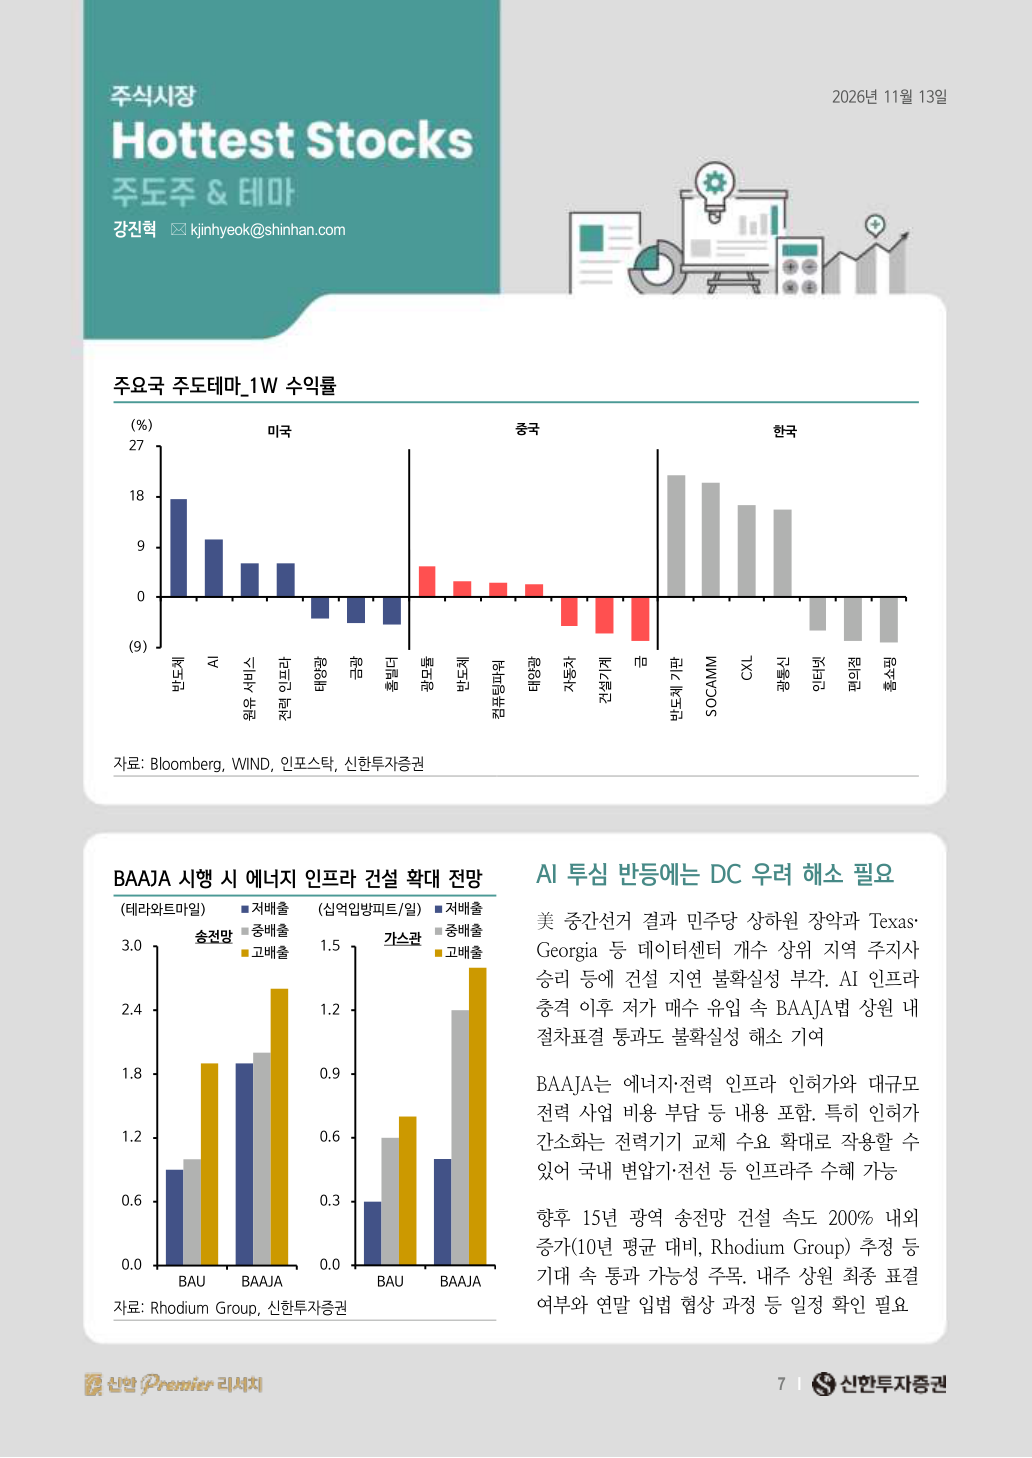 주식시장
2026년 11월 13일
Hottest Stocks
주도주 & 테마
강진혁 kjinhyeok@shinhan.com
주요국 주도테마_1W 수익률
(%)
미국
중국
한국
27
18
9
0
(9)
반도체
AI
원유 서비스
전력 인프라
태양광
금광
홈빌더
광모듈
반도체
컴퓨팅파워
태양광
자동차
건설기계
금
반도체 기판
SOCAMM
CXL
광통신
인터넷
편의점
홈쇼핑
자료: Bloomberg, WIND, 인포스탁, 신한투자증권
BAAJA 시행 시 에너지 인프라 건설 확대 전망
(테라와트마일)
송전망
저배출
중배출
고배출
3.0
2.4
1.8
1.2
0.6
0.0
BAU
BAAJA
(십억입방피트/일)
가스관
저배출
중배출
고배출
1.5
1.2
0.9
0.6
0.3
0.0
BAU
BAAJA
자료: Rhodium Group, 신한투자증권
AI 투심 반등에는 DC 우려 해소 필요
美 중간선거 결과 민주당 상하원 장악과 Texas·
Georgia 등 데이터센터 개수 상위 지역 주지사
승리 등에 건설 지연 불확실성 부각. AI 인프라
충격 이후 저가 매수 유입 속 BAAJA법 상원 내
절차표결 통과도 불확실성 해소 기여
BAAJA는 에너지·전력 인프라 인허가와 대규모
전력 사업 비용 부담 등 내용 포함. 특히 인허가
간소화는 전력기기 교체 수요 확대로 작용할 수
있어 국내 변압기·전선 등 인프라주 수혜 가능
향후 15년 광역 송전망 건설 속도 200% 내외
증가(10년 평균 대비, Rhodium Group) 추정 등
기대 속 통과 가능성 주목. 내주 상원 최종 표결
여부와 연말 입법 협상 과정 등 일정 확인 필요
신한 Premier 리서치
7 | 신한투자증권